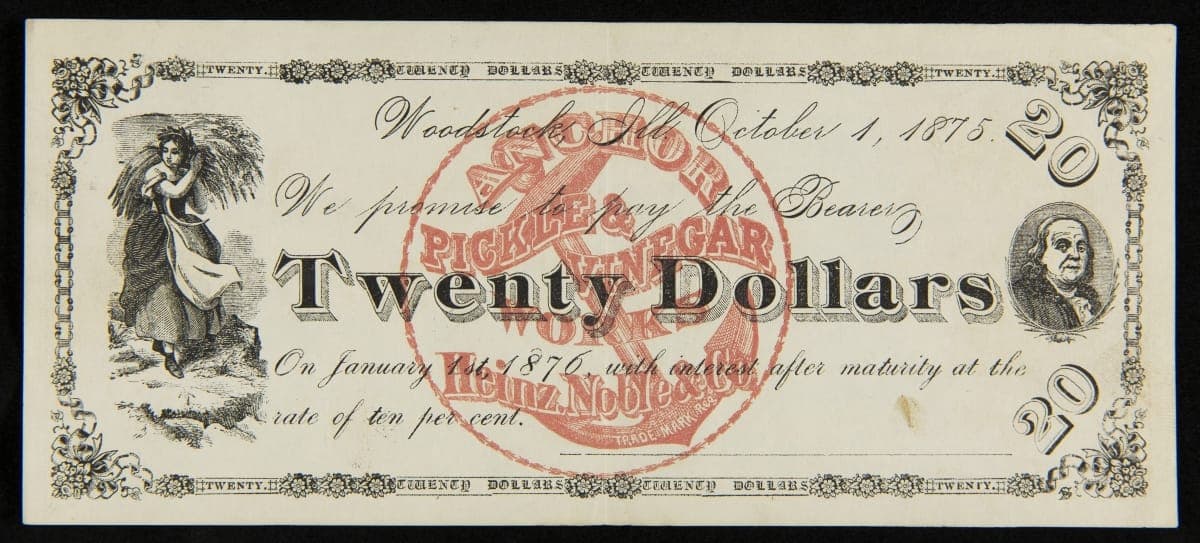 TWENTY. TWENTY DOLLARS TWENTY DOLLARS TWENTY.
Woodstock, Ill. October 1, 1875.
20
We promise to pay the Bearer
Twenty Dollars
On January 1st, 1876, with interest after maturity at the
rate of ten per cent.
20
ANCHOR
PICKLE & VINEGAR
WORKS
Heinz, Noble & Co.
TRADE MARK
TWENTY. TWENTY DOLLARS TWENTY DOLLARS TWENTY.